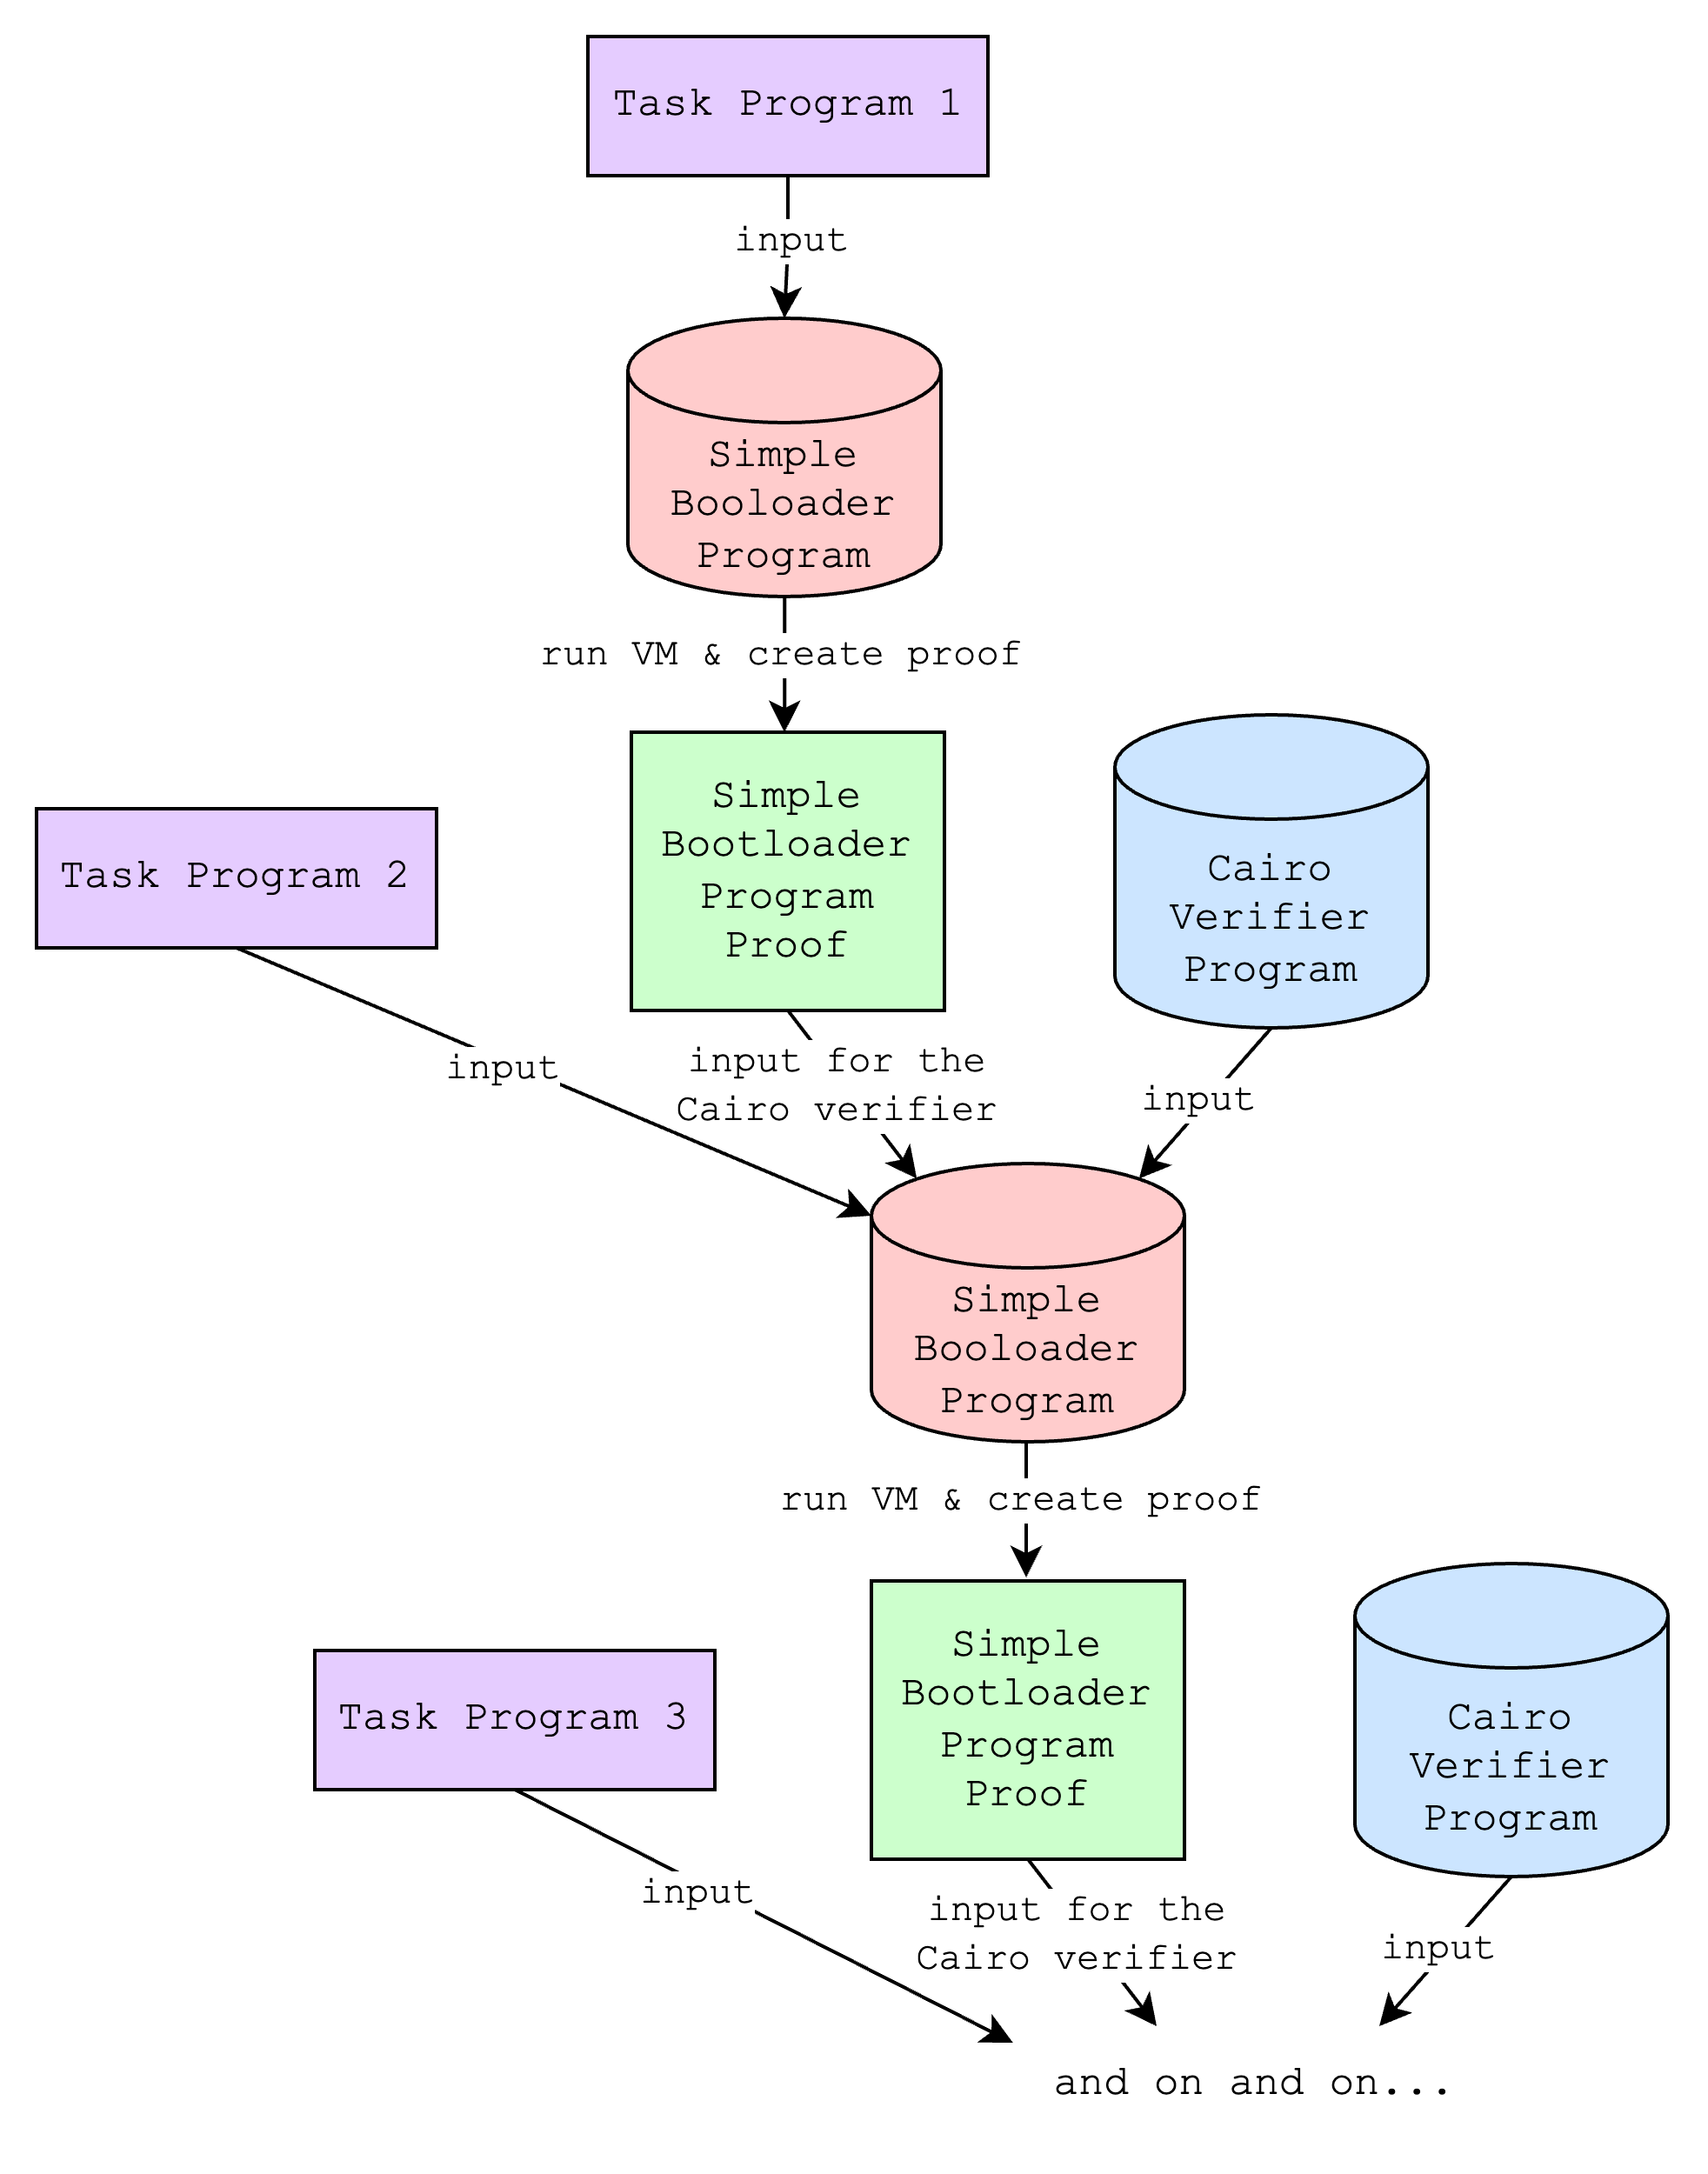 Task Program 1
input
Simple
Booloader
Program
run VM & create proof
Simple
Bootloader
Program
Proof
Cairo
Verifier
Program
Task Program 2
input
input for the
Cairo verifier
input
Simple
Booloader
Program
run VM & create proof
Simple
Bootloader
Program
Proof
Cairo
Verifier
Program
Task Program 3
input
input for the
Cairo verifier
input
and on and on...